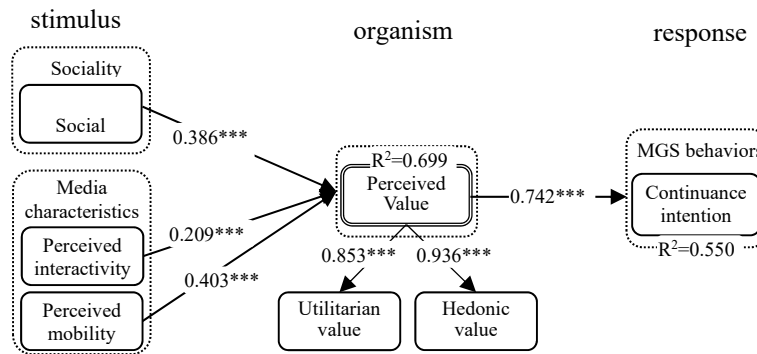 stimulus
organism
response
Sociality
Social
0.386***
Media
characteristics
Perceived
interactivity
0.209***
Perceived
mobility
0.403***
R²=0.699
Perceived
Value
0.742***
0.853***
0.936***
Utilitarian
value
Hedonic
value
MGS behaviors
Continuance
intention
R²=0.550